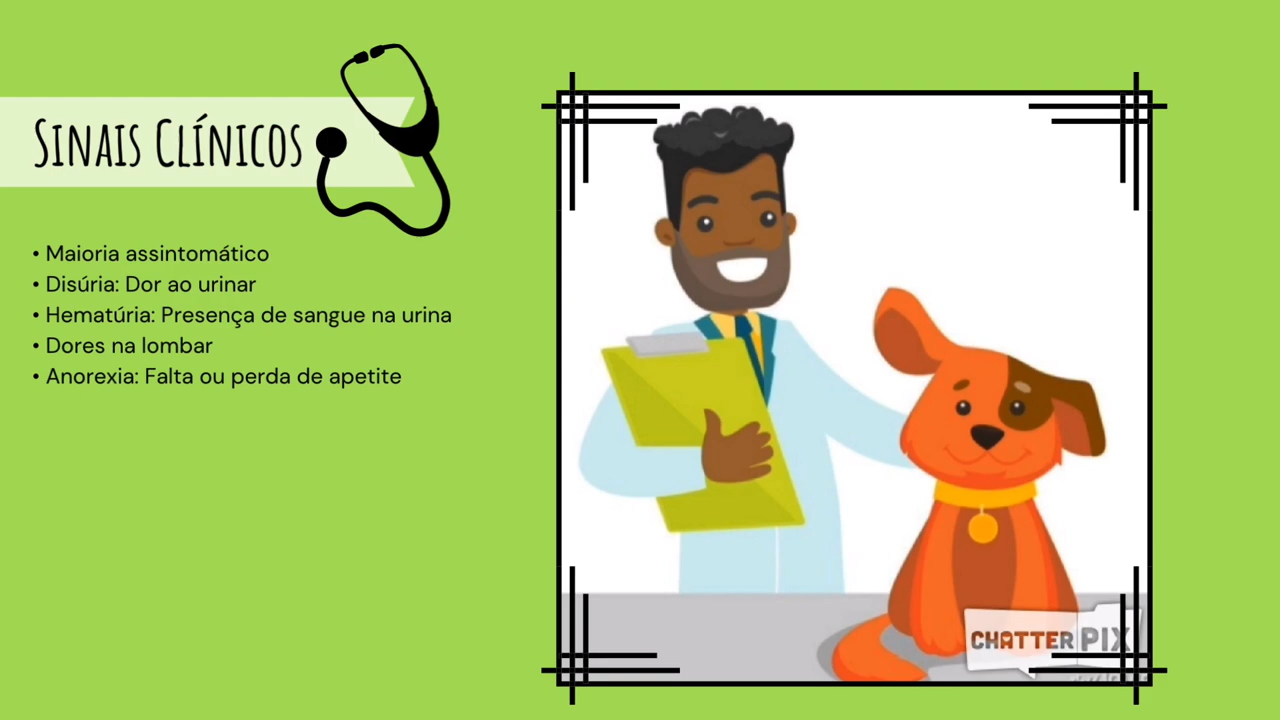 Sinais Clínicos
• Maioria assintomático
• Disúria: Dor ao urinar
• Hematúria: Presença de sangue na urina
• Dores na lombar
• Anorexia: Falta ou perda de apetite
CHATTER PIX